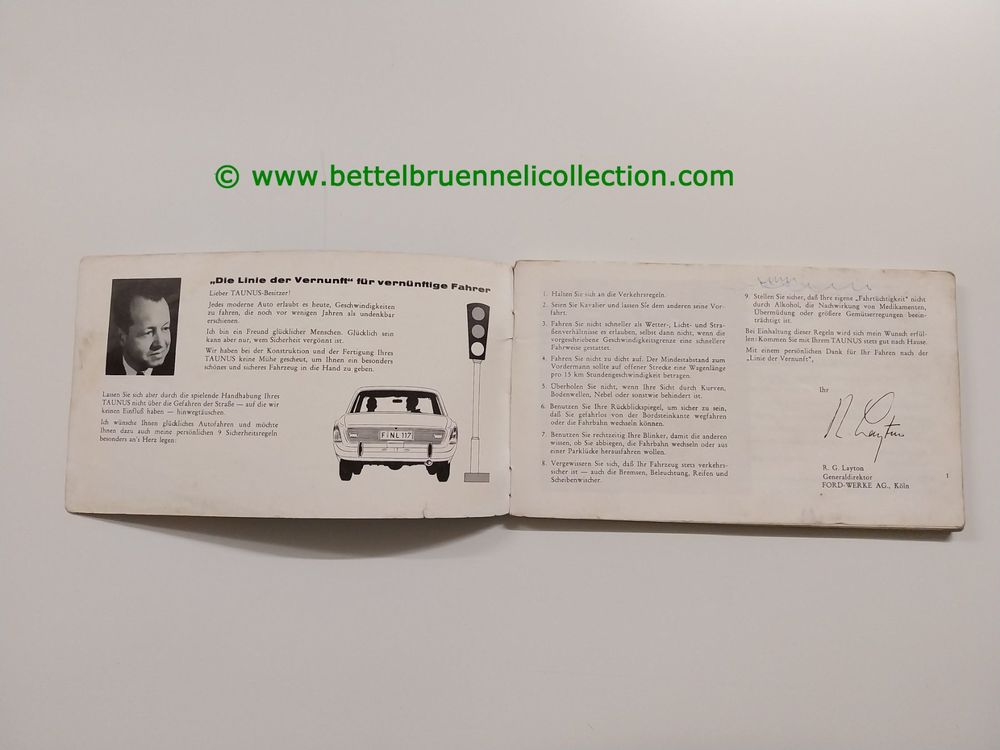 © www.bettelbruennelicollection.com
„Die Linie der Vernunft“ für vernünftige Fahrer
Lieber TAUNUS-Besitzer!
Jedes moderne Auto erlaubt es heute, Geschwindigkeiten
zu fahren, die noch vor wenigen Jahren als undenkbar
erschienen.
Ich bin ein Freund glücklicher Menschen. Glücklich sein
kann aber nur, wem Sicherheit vergönnt ist.
Wir haben bei der Konstruktion und der Fertigung Ihres
TAUNUS keine Mühe gescheut, um Ihnen ein besonders
schönes und sicheres Fahrzeug in die Hand zu geben.
Lassen Sie sich aber durch die spielende Handhabung Ihres
TAUNUS nicht über die Gefahren der Straße — auf die wir
keinen Einfluß haben — hinwegtäuschen.
Ich wünsche Ihnen glückliches Autofahren und möchte
Ihnen dazu auch meine persönlichen 9 Sicherheitsregeln
besonders an's Herz legen:
F NL 117
1. Halten Sie sich an die Verkehrsregeln.
2. Seien Sie Kavalier und lassen Sie dem anderen seine Vor-
fahrt.
3. Fahren Sie nicht schneller als Wetter-, Licht- und Stra-
ßenverhältnisse es erlauben, selbst dann nicht, wenn die
vorgeschriebene Geschwindigkeitsgrenze eine schnellere
Fahrweise gestattet.
4. Fahren Sie nicht zu dicht auf. Der Mindestabstand zum
Vordermann sollte auf offener Strecke eine Wagenlänge
pro 15 km Stundengeschwindigkeit betragen.
5. Überholen Sie nicht, wenn Ihre Sicht durch Kurven,
Bodenwellen, Nebel oder sonstwie behindert ist.
6. Benutzen Sie Ihre Rückblickspiegel, um sicher zu sein,
daß Sie gefahrlos von der Bordsteinkante wegfahren
oder die Fahrbahn wechseln können.
7. Benutzen Sie rechtzeitig Ihre Blinker, damit die anderen
wissen, ob Sie abbiegen, die Fahrbahn wechseln oder aus
einer Parklücke herausfahren wollen.
8. Vergewissern Sie sich, daß Ihr Fahrzeug stets verkehrs-
sicher ist — auch die Bremsen, Beleuchtung, Reifen und
Scheibenwischer.
9. Stellen Sie sicher, daß Ihre eigene „Fahrtüchtigkeit“ nicht
durch Alkohol, die Nachwirkung von Medikamenten,
Übermüdung oder größere Gemütserregungen beein-
trächtigt ist.
Bei Einhaltung dieser Regeln wird sich mein Wunsch erfül-
len: Kommen Sie mit Ihrem TAUNUS stets gut nach Hause.
Mit einem persönlichen Dank für Ihr Fahren nach der
„Linie der Vernunft“,
Ihr
R Layton
R. G. Layton
Generaldirektor
FORD-WERKE AG., Köln
1